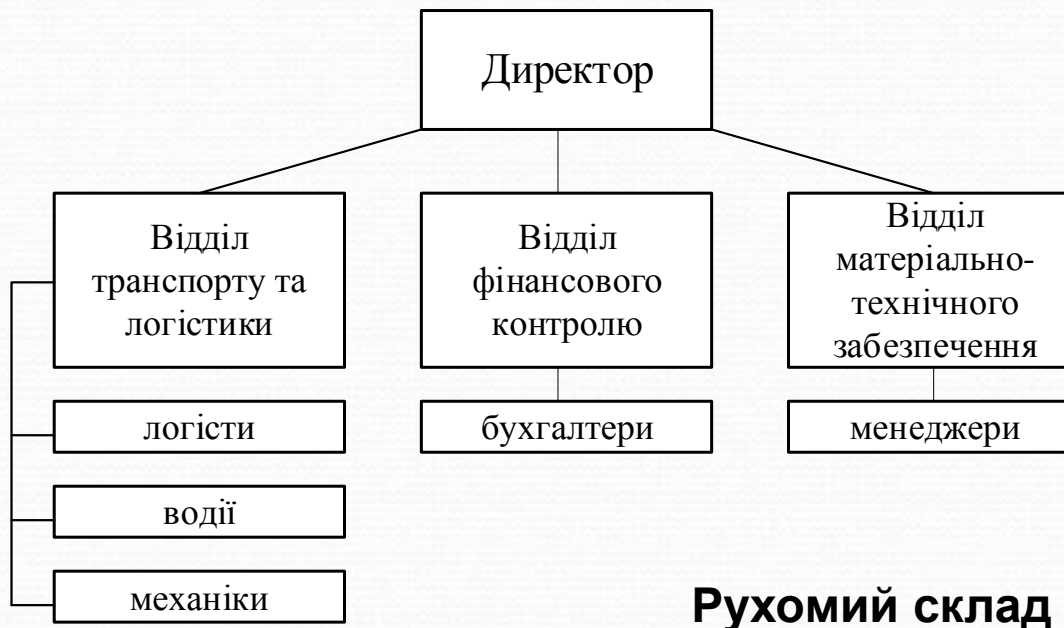 Директор
Відділ
транспорту та
логістики
Відділ
фінансового
контролю
Відділ
матеріально-
технічного
забезпечення
логісти
бухгалтери
менеджери
водії
механіки
Рухомий склад